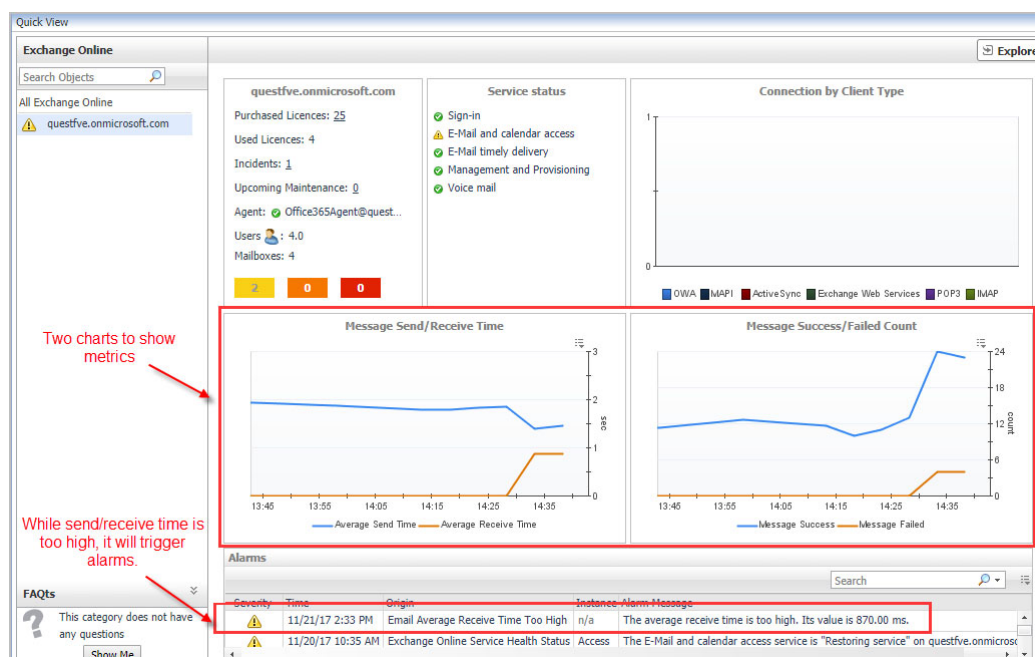 Quick View
Exchange Online
Explore
Search Objects
All Exchange Online
questfve.onmicrosoft.com
questfve.onmicrosoft.com
Purchased Licences: 25
Used Licences: 4
Incidents: 1
Upcoming Maintenance: 0
Agent: Office365Agent@quest...
Users : 4.0
Mailboxes: 4
2 0 0
Service status
Sign-in
E-Mail and calendar access
E-Mail timely delivery
Management and Provisioning
Voice mail
Connection by Client Type
1
0
OWA MAPI ActiveSync Exchange Web Services POP3 IMAP
Two charts to show
metrics
Message Send/Receive Time
3
2
1
0
sec
13:45 13:55 14:05 14:15 14:25 14:35
Average Send Time Average Receive Time
Message Success/Failed Count
24
18
12
6
0
count
13:45 13:55 14:05 14:15 14:25 14:35
Message Success Message Failed
While send/receive time is
too high, it will trigger
alarms.
Alarms
Search
Severity Time Origin Instance Alarm Message
11/21/17 2:33 PM Email Average Receive Time Too High n/a The average receive time is too high. Its value is 870.00 ms.
11/20/17 10:35 AM Exchange Online Service Health Status Access The E-Mail and calendar access service is "Restoring service" on questfve.onmicrosc
FAQts
This category does not have
any questions
Show Me